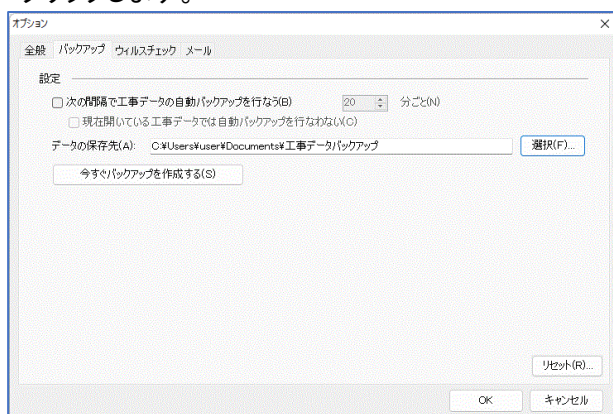 オプション
全般 バックアップ ウィルスチェック メール
設定
次の間隔で工事データの自動バックアップを行なう(B) 20 分ごと(N)
現在開いている工事データでは自動バックアップを行なわない(C)
データの保存先(A): C:¥Users¥user¥Documents¥工事データバックアップ 選択(F)...
今すぐバックアップを作成する(S)
リセット(R)...
OK キャンセル